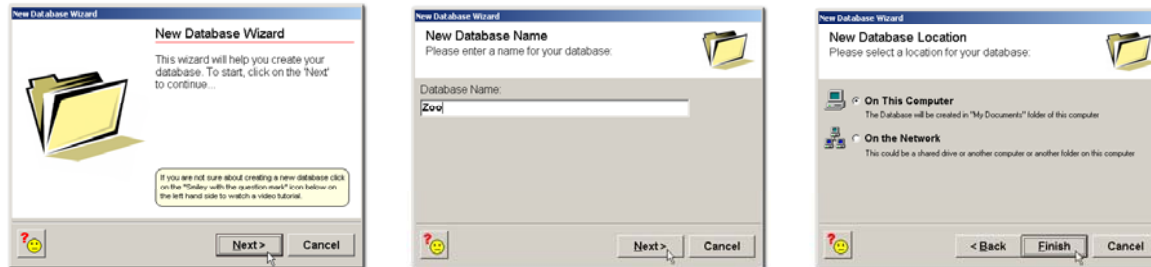 New Database Wizard
New Database Wizard
This wizard will help you create your
database. To start, click on the 'Next'
to continue...
If you are not sure about creating a new database click
on the "Smiley with the question mark" icon below on
the left hand side to watch a video tutorial.
Next >
Cancel
New Database Wizard
New Database Name
Please enter a name for your database:
Database Name:
Zoo
Next >
Cancel
New Database Wizard
New Database Location
Please select a location for your database:
On This Computer
The Database will be created in "My Documents" folder of this computer
On the Network
This could be a shared drive or another computer or another folder on this computer
< Back
Finish
Cancel